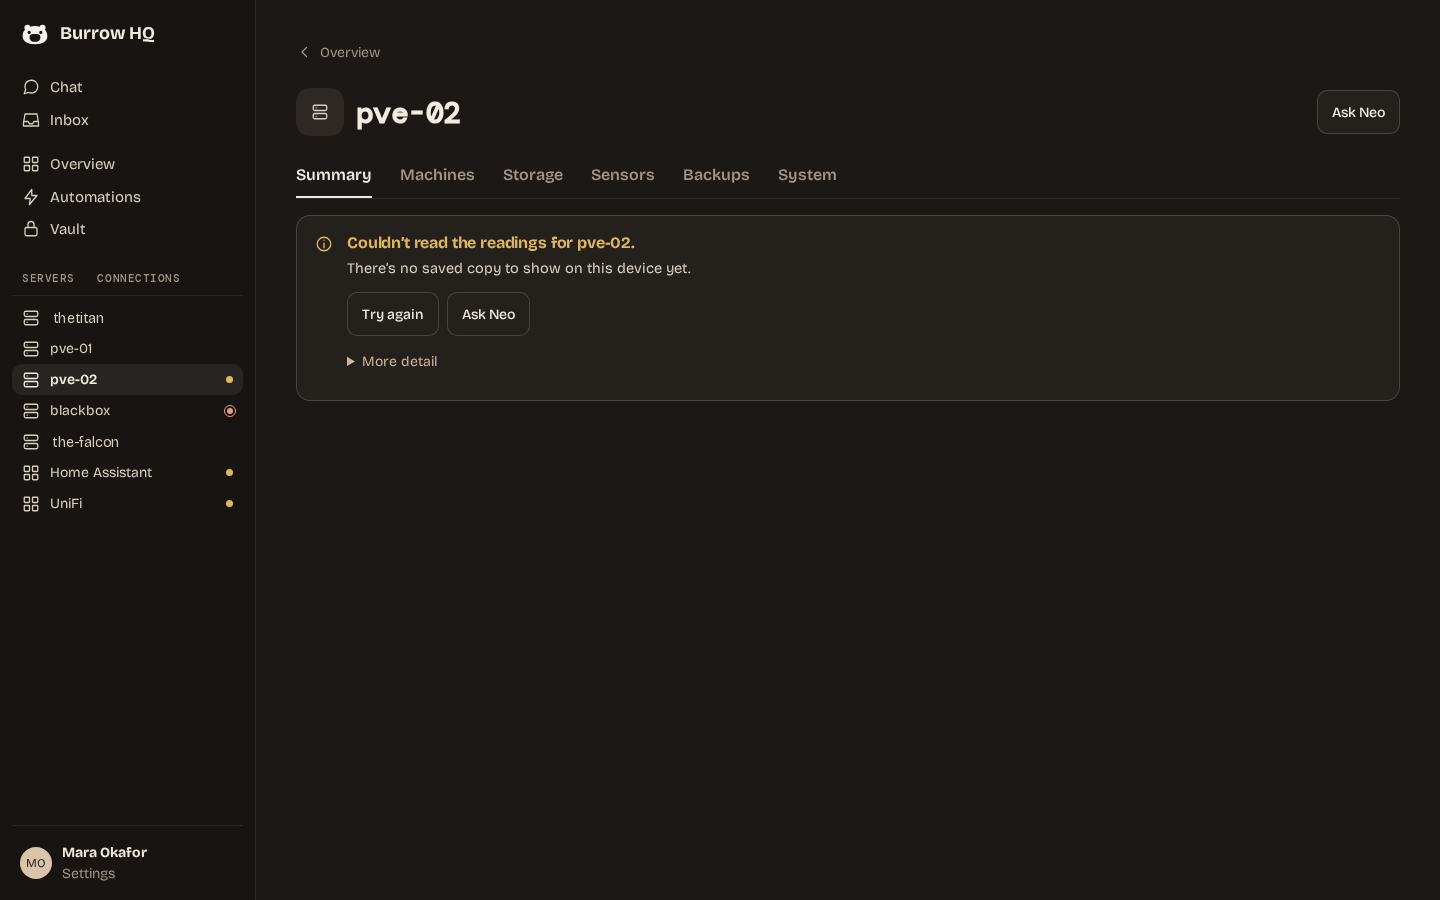 Burrow HQ
Chat
Inbox
Overview
Automations
Vault
SERVERS CONNECTIONS
thetitan
pve-01
pve-02
blackbox
the-falcon
Home Assistant
UniFi
MO
Mara Okafor
Settings
Overview
pve-02
Ask Neo
Summary Machines Storage Sensors Backups System
Couldn't read the readings for pve-02.
There's no saved copy to show on this device yet.
Try again Ask Neo
More detail